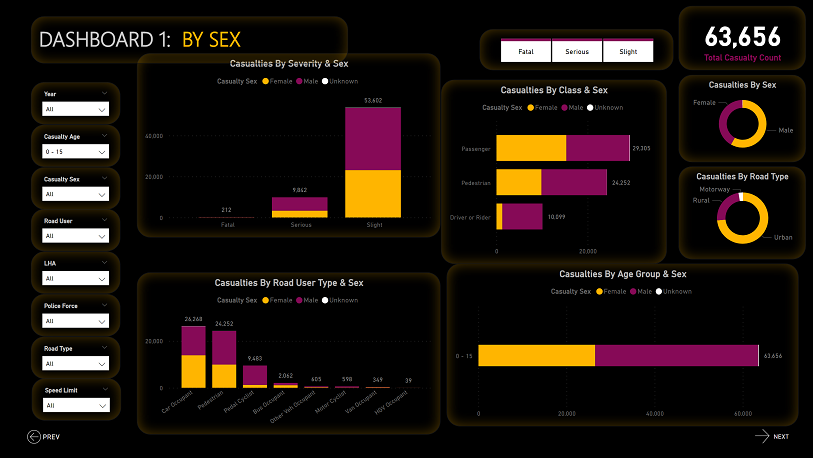 DASHBOARD 1: BY SEX
Fatal
Serious
Slight
63,656
Total Casualty Count
Year
All
Casualty Age
0 - 15
Casualty Sex
All
Road User
All
LHA
All
Police Force
All
Road Type
All
Speed Limit
All
Casualties By Severity & Sex
Casualty Sex Female Male Unknown
53,602
40,000
20,000
9,842
212
0
Fatal Serious Slight
Casualties By Class & Sex
Casualty Sex Female Male Unknown
Passenger 29,305
Pedestrian 24,252
Driver or Rider 10,099
0 20,000
Casualties By Sex
Female
Male
Casualties By Road Type
Motorway
Rural
Urban
Casualties By Road User Type & Sex
Casualty Sex Female Male Unknown
26,268
24,252
20,000
9,483
2,062
605
598
349
39
0
Car Occupant
Pedestrian
Pedal Cyclist
Bus Occupant
Other Veh Occupant
Motor Cyclist
Van Occupant
HGV Occupant
Casualties By Age Group & Sex
Casualty Sex Female Male Unknown
0 - 15 63,656
0 20,000 40,000 60,000
PREV
NEXT